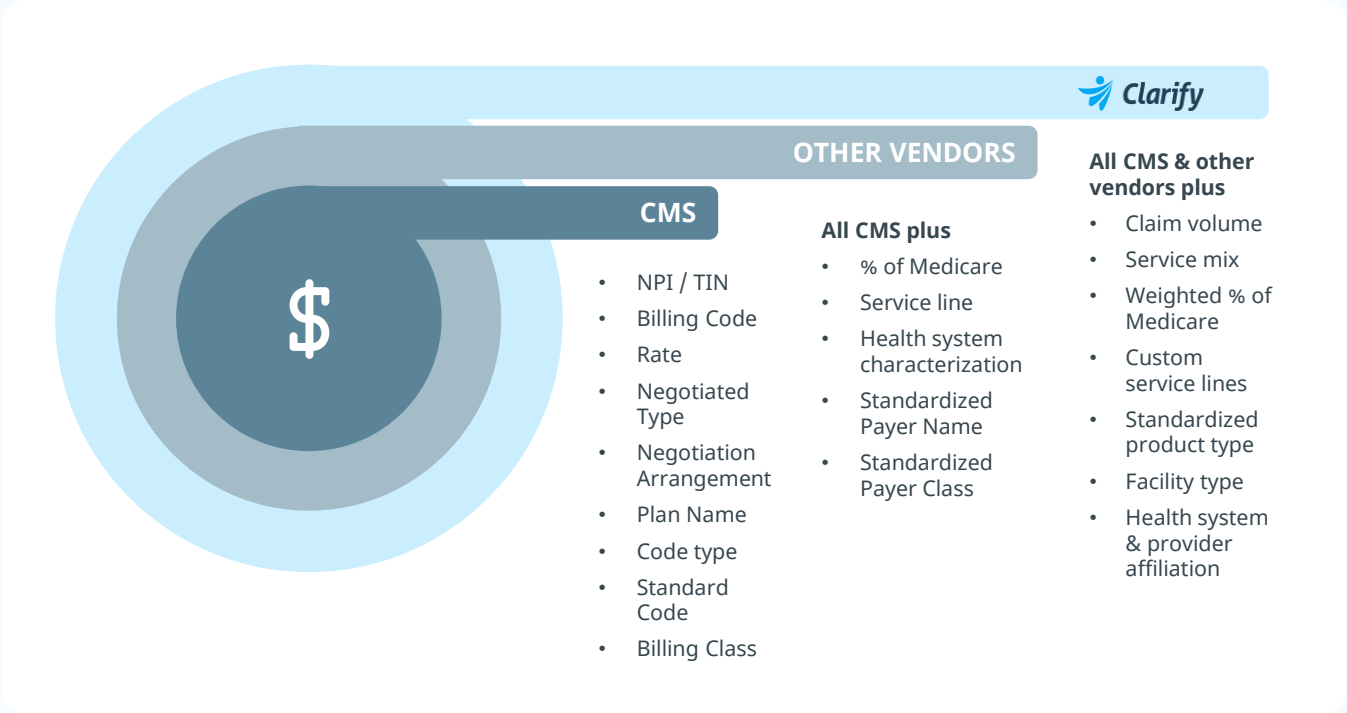 Clarify
OTHER VENDORS
CMS
$
• NPI / TIN
• Billing Code
• Rate
• Negotiated
Type
• Negotiation
Arrangement
• Plan Name
• Code type
• Standard
Code
• Billing Class
All CMS plus
• % of Medicare
• Service line
• Health system
characterization
• Standardized
Payer Name
• Standardized
Payer Class
All CMS & other
vendors plus
• Claim volume
• Service mix
• Weighted % of
Medicare
• Custom
service lines
• Standardized
product type
• Facility type
• Health system
& provider
affiliation